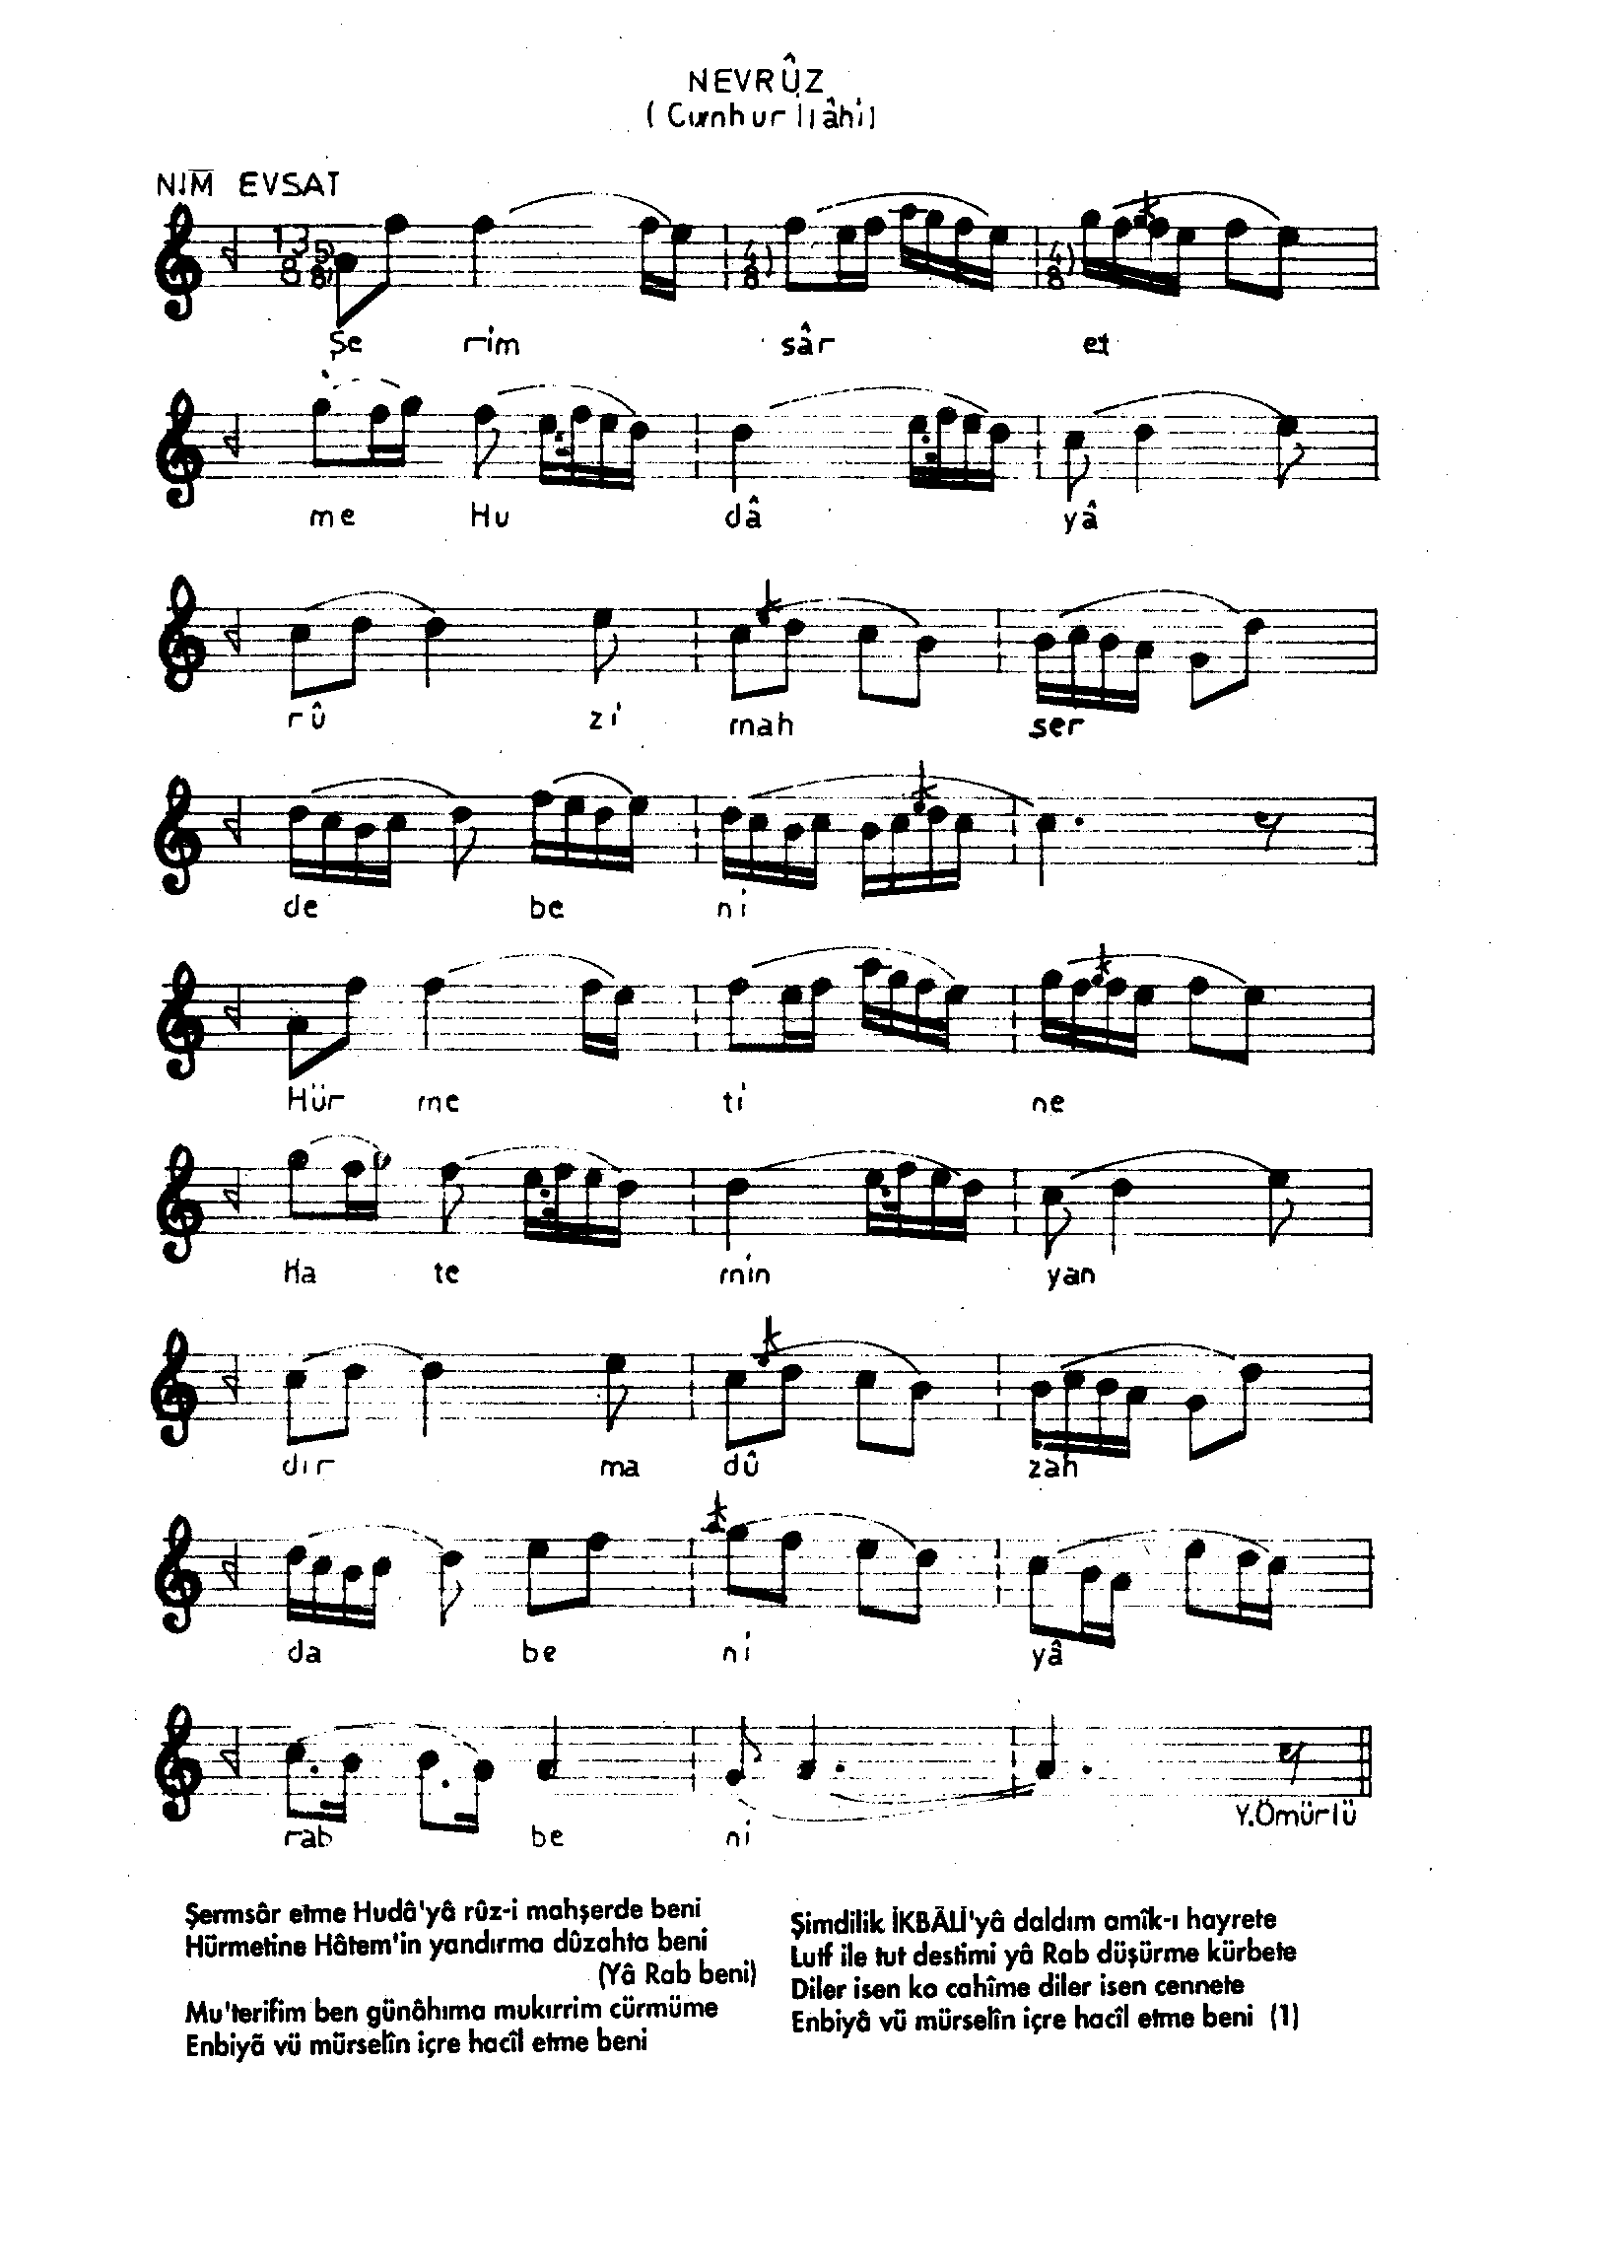 NEVRÛZ
(Cumhur İlâhi)
NİM EVSAT
13 8 5 8) 4 8) 4 8)
Şe rim sâr et
me Hu dâ yâ
rû zi mah ser
de be ni
Hür me ti ne
Ha te min yan
dır ma dû zah
da be ni yâ
rab be ni
Y.Ömürlü
Şermsâr etme Hudâ'yâ rûz-i mahşerde beni
Hürmetine Hâtem'in yandırma dûzahta beni
(Yâ Rab beni)
Mu'terifim ben günâhıma mukırrim cürmüme
Enbiyâ vü mürselîn içre hacîl etme beni
Şimdilik İKBÂLİ'yâ daldım amîk-ı hayrete
Lutf ile tut destimi yâ Rab düşürme kürbete
Diler isen ko cahîme diler isen cennete
Enbiyâ vü mürselîn içre hacîl etme beni (1)